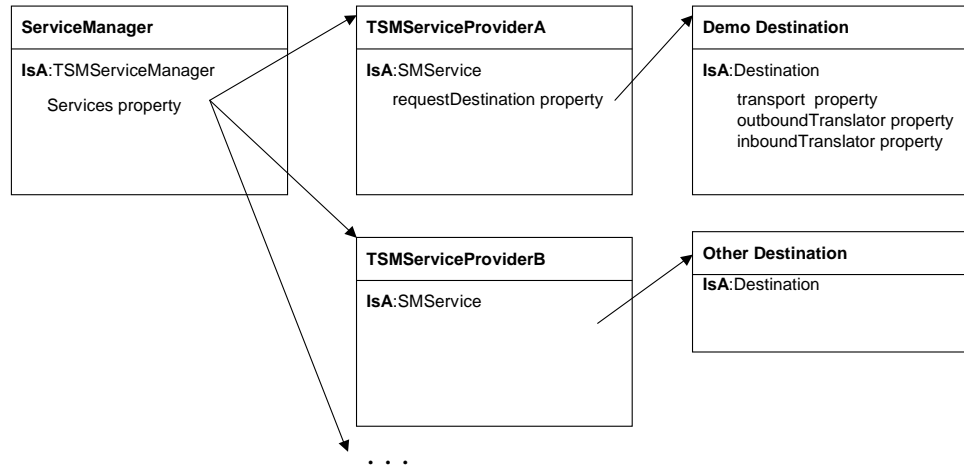 ServiceManager
IsA:TSMServiceManager
Services property
TSMServiceProviderA
IsA:SMService
requestDestination property
Demo Destination
IsA:Destination
transport property
outboundTranslator property
inboundTranslator property
TSMServiceProviderB
IsA:SMService
Other Destination
IsA:Destination
. . .